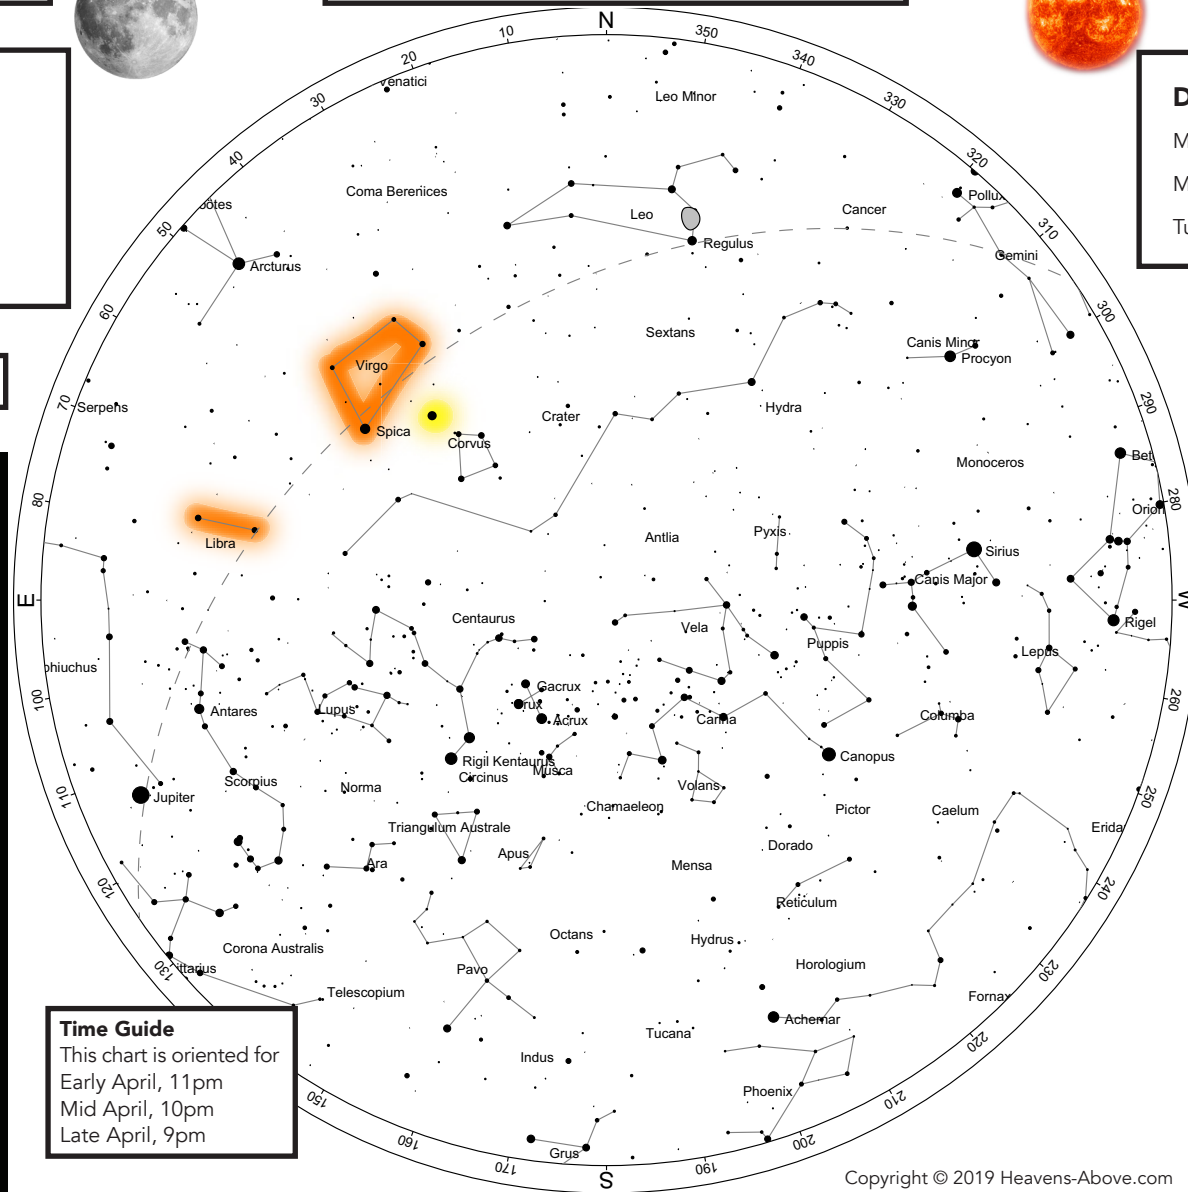 N
10
350
20
340
30
330
40
320
50
310
60
300
70
290
80
280
E
W
100
260
110
250
120
240
130
230
220
150
210
160
200
170
190
S
Venatici
Leo Minor
Coma Berenices
Leo
Cancer
Pollux
Regulus
Gemini
Arcturus
Sextans
Canis Minor
Procyon
Virgo
Serpens
Spica
Corvus
Crater
Hydra
Monoceros
Bet
Orion
Libra
Antlia
Pyxis
Sirius
Canis Major
Centaurus
Vela
Puppis
Rigel
Lepus
phiuchus
Gacrux
Antares
Lupus
crux
Acrux
Carina
Columba
Rigil Kentaurus
Canopus
Circinus
Musca
Scorpius
Norma
Volans
Jupiter
Chamaeleon
Pictor
Caelum
Triangulum Australe
Erida
Ara
Apus
Dorado
Mensa
Reticulum
Corona Australis
Octans
Hydrus
ittarius
Pavo
Horologium
Telescopium
Fornax
Achernar
Tucana
Indus
Phoenix
Grus
D
M
M
Tu
Time Guide
This chart is oriented for
Early April, 11pm
Mid April, 10pm
Late April, 9pm
Copyright © 2019 Heavens-Above.com